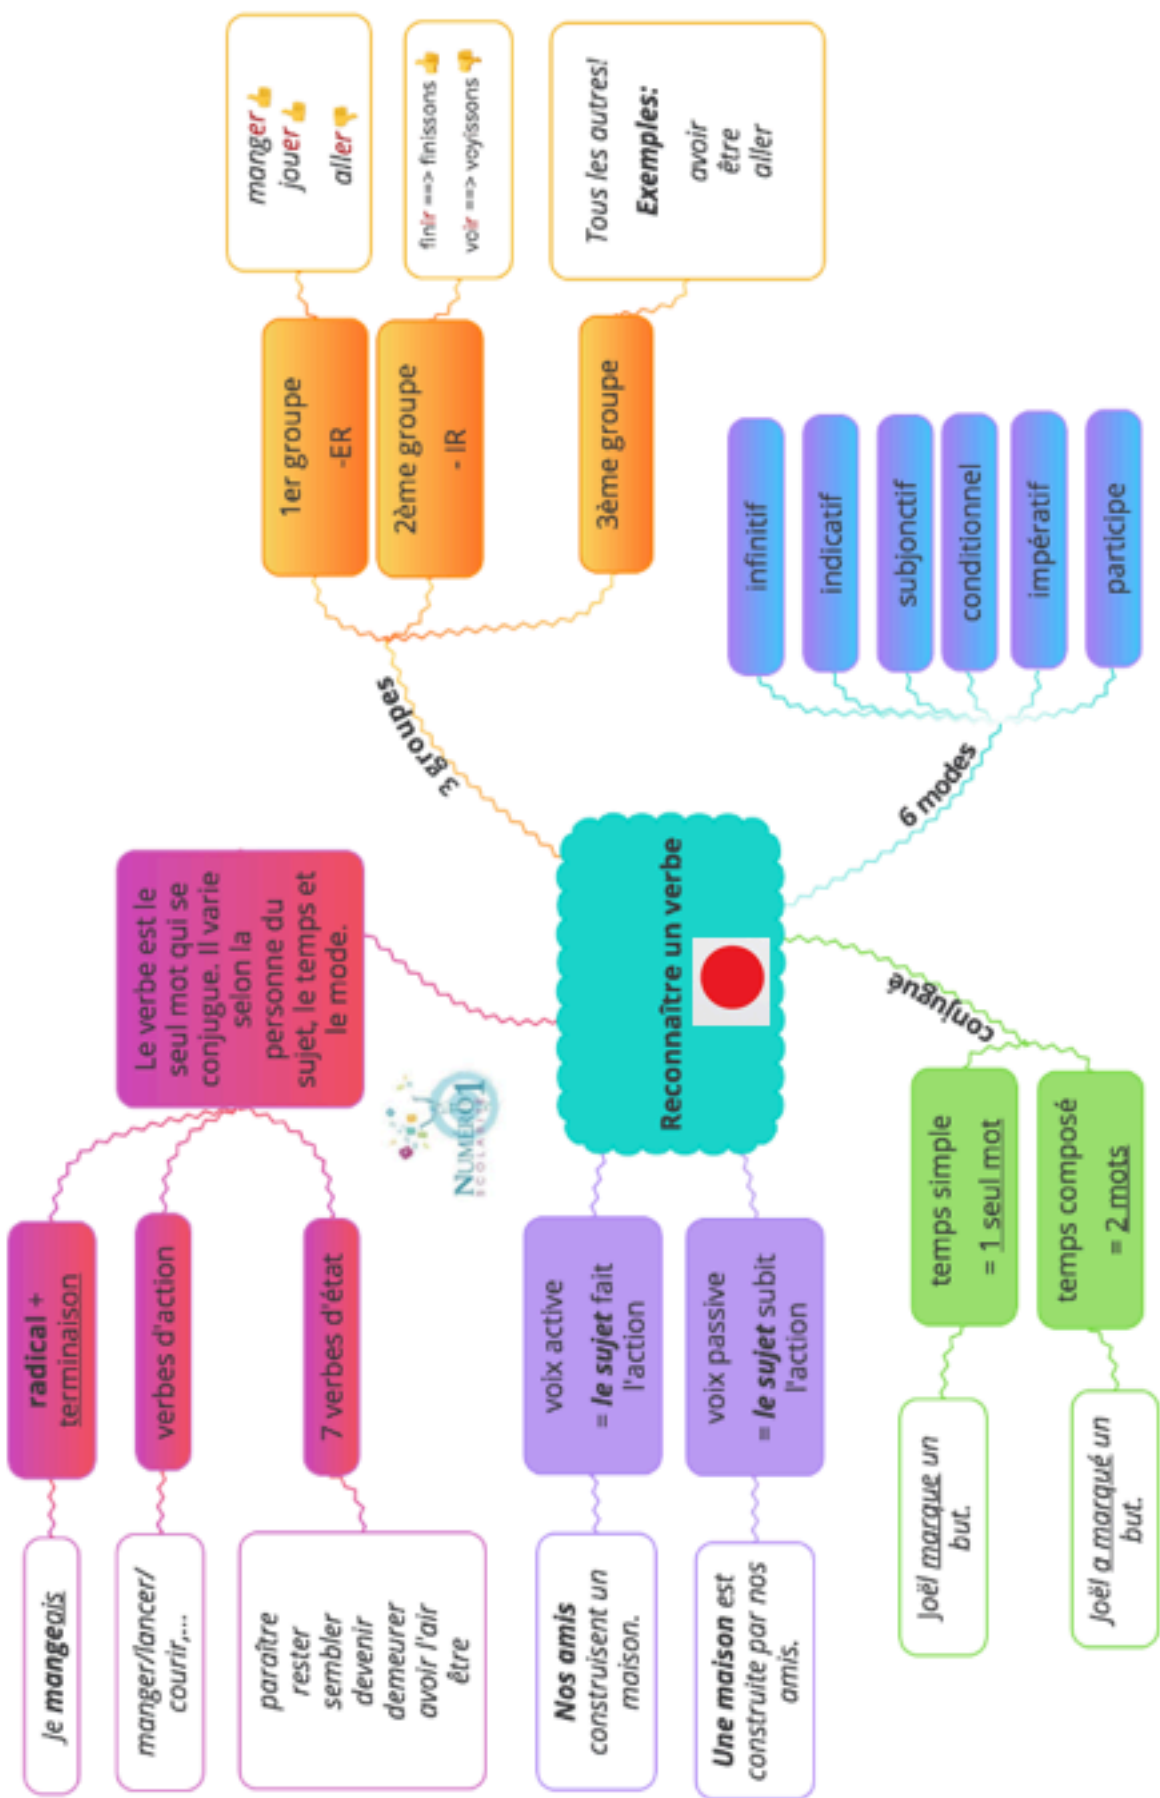 Reconnaître un verbe
Le verbe est le
seul mot qui se
conjugue. Il varie
selon la
personne du
sujet, le temps et
le mode.
radical +
terminaison
Je mangeais
verbes d'action
manger/lancer/
courir,...
7 verbes d'état
paraître
rester
sembler
devenir
demeurer
avoir l'air
être
NUMÉRO1
SCOLARITÉ
voix active
= le sujet fait
l'action
Nos amis
construisent un
maison.
voix passive
= le sujet subit
l'action
Une maison est
construite par nos
amis.
conjugué
temps simple
= 1 seul mot
Joël marque un
but.
temps composé
= 2 mots
Joël a marqué un
but.
3 groupes
1er groupe
-ER
manger
jouer
aller
2ème groupe
- IR
finir ==> finissons
voir ==> voyissons
3ème groupe
Tous les autres!
Exemples:
avoir
être
aller
6 modes
infinitif
indicatif
subjonctif
conditionnel
impératif
participe